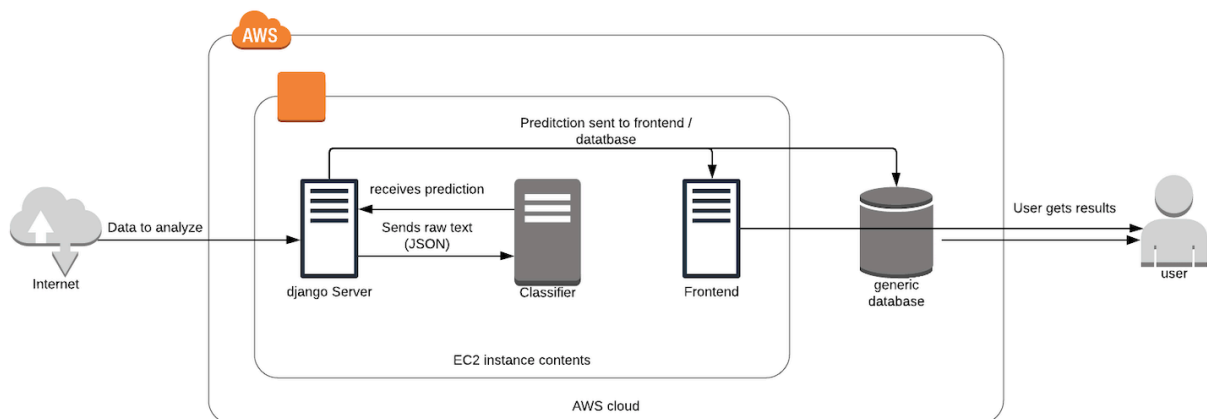 AWS
Preditction sent to frontend /
datatbase
receives prediction
Sends raw text
(JSON)
Data to analyze
User gets results
Internet
django Server
Classifier
Frontend
generic
database
user
EC2 instance contents
AWS cloud